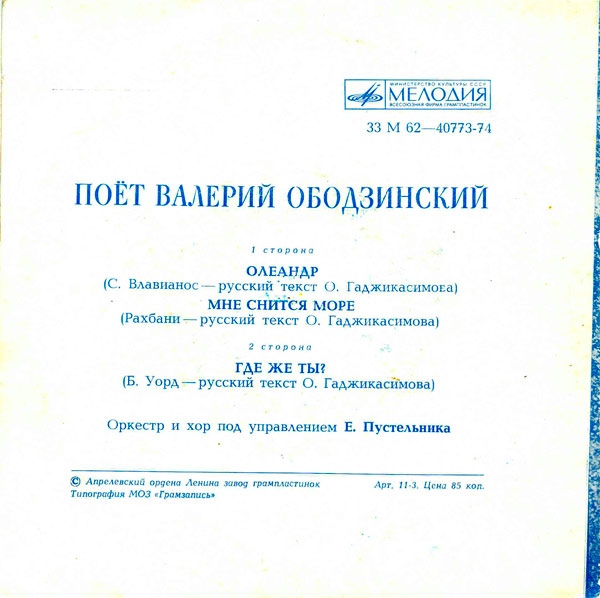 МИНИСТЕРСТВО КУЛЬТУРЫ СССР
МЕЛОДИЯ
ВСЕСОЮЗНАЯ ФИРМА ГРАМПЛАСТИНОК
33 М 62—40773-74
ПОЁТ ВАЛЕРИЙ ОБОДЗИНСКИЙ
1 сторона
ОЛЕАНДР
(С. Влавианос — русский текст О. Гаджикасимова)
МНЕ СНИТСЯ МОРЕ
(Рахбани — русский текст О. Гаджикасимова)
2 сторона
ГДЕ ЖЕ ТЫ?
(Б. Уорд — русский текст О. Гаджикасимова)
Оркестр и хор под управлением Е. Пустельника
© Апрелевский ордена Ленина завод грампластинок
Арт, 11-3, Цена 85 коп.
Типография МОЗ «Грамзапись»